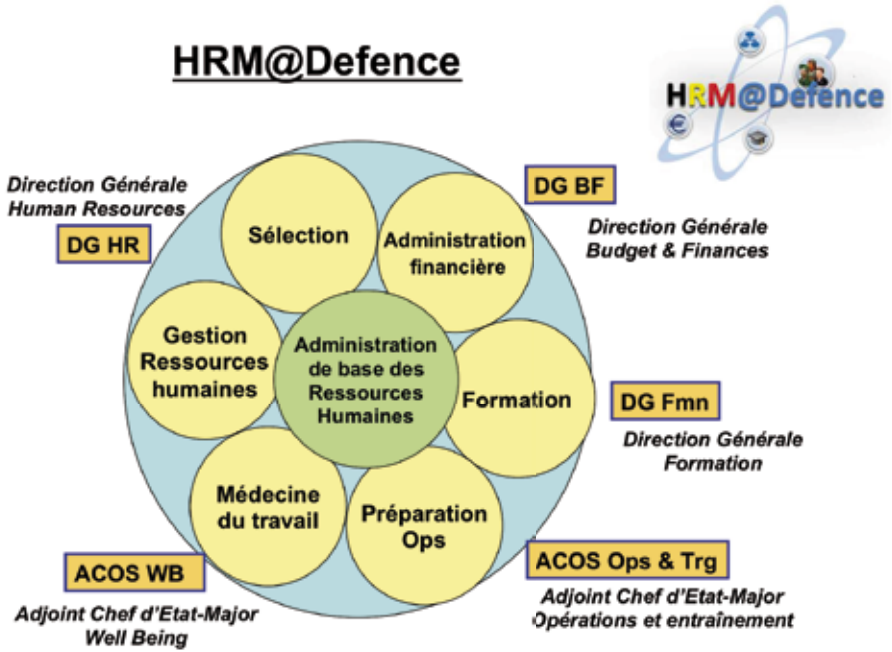 HRM@Defence
HRM@Defence
Direction Générale
Human Resources
DG HR
DG BF
Direction Générale
Budget & Finances
Sélection
Administration
financière
Gestion
Ressources
humaines
Administration
de base des
Ressources
Humaines
Formation
DG Fmn
Direction Générale
Formation
Médecine
du travail
Préparation
Ops
ACOS WB
Adjoint Chef d'Etat-Major
Well Being
ACOS Ops & Trg
Adjoint Chef d'Etat-Major
Opérations et entraînement
€